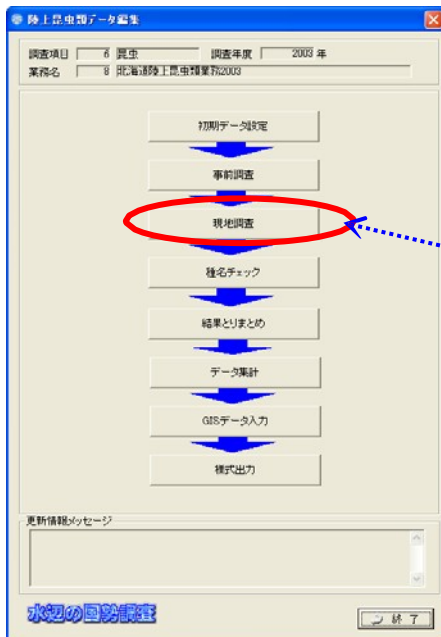 陸上昆虫類データ編集
調査項目 6 昆虫 調査年度 2003 年
業務名 8 北海道陸上昆虫類業務2003
初期データ設定
事前調査
現地調査
種名チェック
結果とりまとめ
データ集計
GISデータ入力
様式出力
更新情報メッセージ
水辺の国勢調査
終了